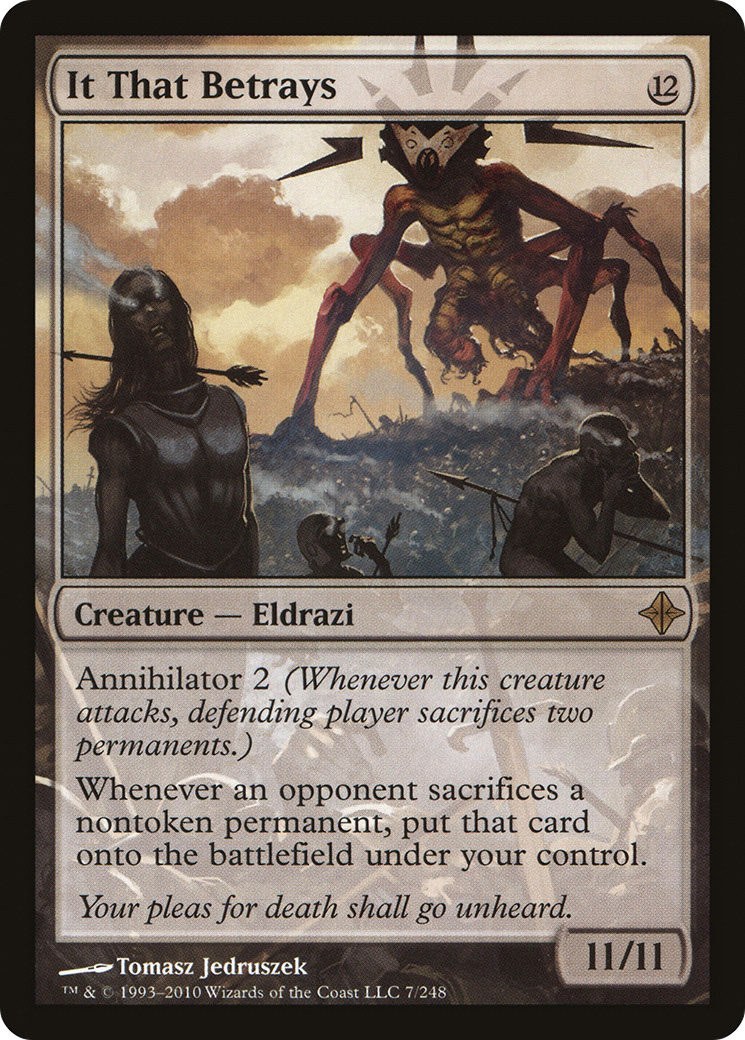 It That Betrays
12
Creature — Eldrazi
Annihilator 2 (Whenever this creature
attacks, defending player sacrifices two
permanents.)
Whenever an opponent sacrifices a
nontoken permanent, put that card
onto the battlefield under your control.
Your pleas for death shall go unheard.
11/11
Tomasz Jedruszek
™ & © 1993–2010 Wizards of the Coast LLC 7/248